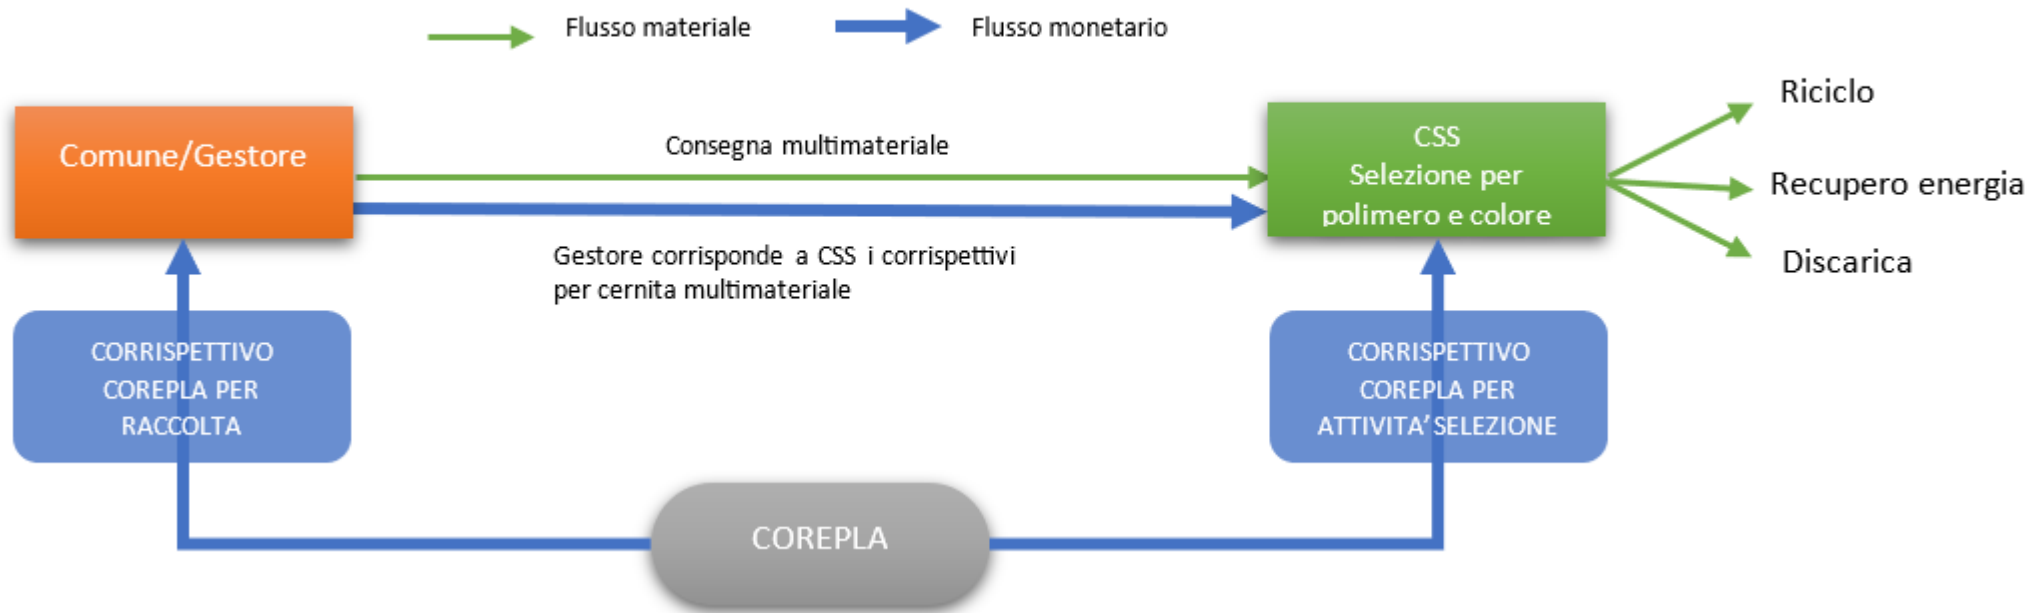 Flusso materiale
Flusso monetario
Comune/Gestore
Consegna multimateriale
Gestore corrisponde a CSS i corrispettivi
per cernita multimateriale
CSS
Selezione per
polimero e colore
Riciclo
Recupero energia
Discarica
CORRISPETTIVO
COREPLA PER
RACCOLTA
CORRISPETTIVO
COREPLA PER
ATTIVITA’ SELEZIONE
COREPLA